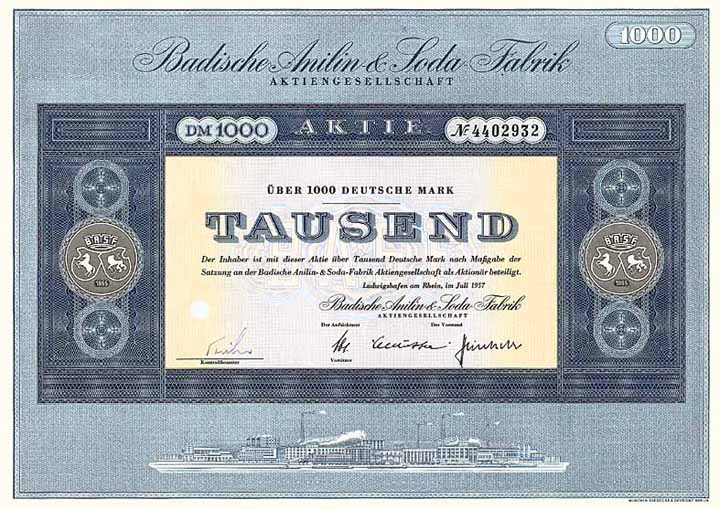 1000
Badische Anilin- & Soda-Fabrik
AKTIENGESELLSCHAFT
DM 1000 AKTIE № 4402932
ÜBER 1000 DEUTSCHE MARK
TAUSEND
Der Inhaber ist mit dieser Aktie über Tausend Deutsche Mark nach Maßgabe der
Satzung an der Badische Anilin- & Soda-Fabrik Aktiengesellschaft als Aktionär beteiligt.
Ludwigshafen am Rhein, im Juli 1957
Badische Anilin- & Soda-Fabrik
AKTIENGESELLSCHAFT
Der Aufsichtsrat Der Vorstand
Kontrollbeamter Vorsitzer
BASF BASF
1865 1865